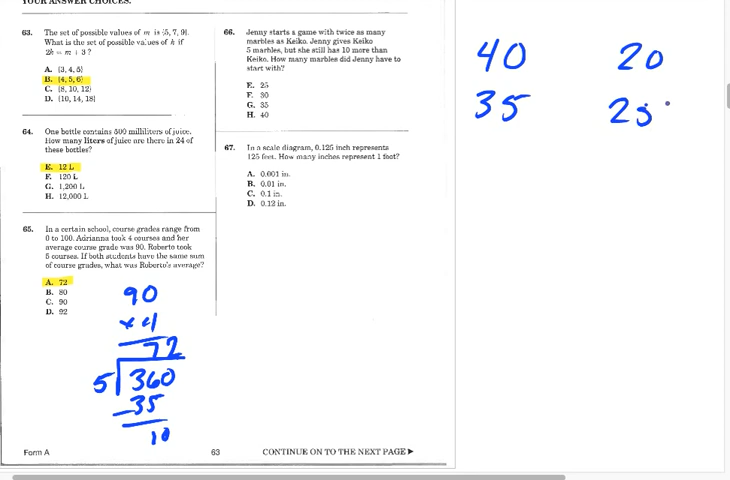 YOUR ANSWER CHOICES.
63. The set of possible values of m is {5, 7, 9}.
What is the set of possible values of k if
2k = m + 3?
A. {3, 4, 5}
B. {4, 5, 6}
C. {8, 10, 12}
D. {10, 14, 18}
64. One bottle contains 500 milliliters of juice.
How many liters of juice are there in 24 of
these bottles?
E. 12 L
F. 120 L
G. 1,200 L
H. 12,000 L
65. In a certain school, course grades range from
0 to 100. Adrianna took 4 courses and her
average course grade was 90. Roberto took
5 courses. If both students have the same sum
of course grades, what was Roberto's average?
A. 72
B. 80
C. 90
D. 92
90
x 4
72
5 360
-35
10
66. Jenny starts a game with twice as many
marbles as Keiko. Jenny gives Keiko
5 marbles, but she still has 10 more than
Keiko. How many marbles did Jenny have to
start with?
E. 25
F. 30
G. 35
H. 40
67. In a scale diagram, 0.125 inch represents
125 feet. How many inches represent 1 foot?
A. 0.001 in.
B. 0.01 in.
C. 0.1 in.
D. 0.12 in.
40 20
35 25
Form A 63 CONTINUE ON TO THE NEXT PAGE ►